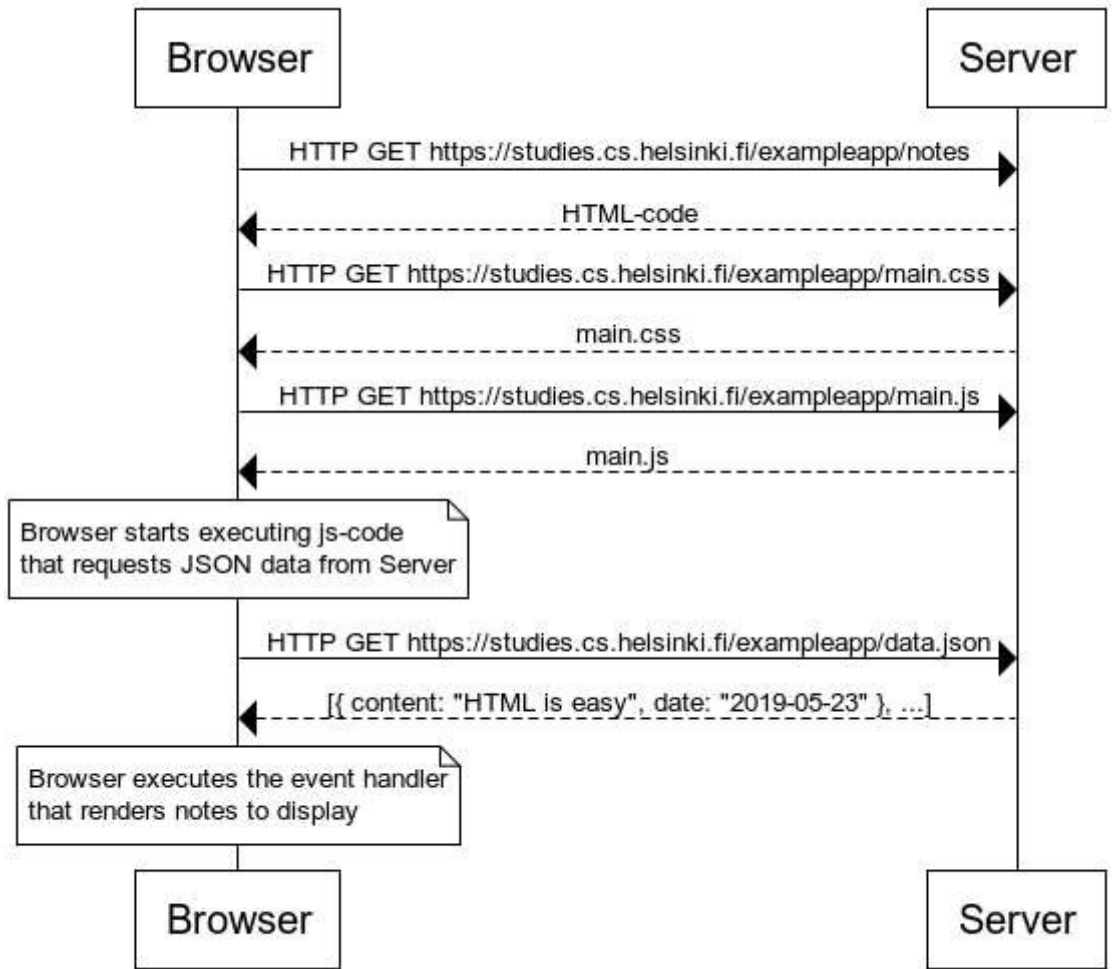 Browser
Server
HTTP GET https://studies.cs.helsinki.fi/exampleapp/notes
HTML-code
HTTP GET https://studies.cs.helsinki.fi/exampleapp/main.css
main.css
HTTP GET https://studies.cs.helsinki.fi/exampleapp/main.js
main.js
Browser starts executing js-code
that requests JSON data from Server
HTTP GET https://studies.cs.helsinki.fi/exampleapp/data.json
[{ content: "HTML is easy", date: "2019-05-23" }, ...]
Browser executes the event handler
that renders notes to display
Browser
Server